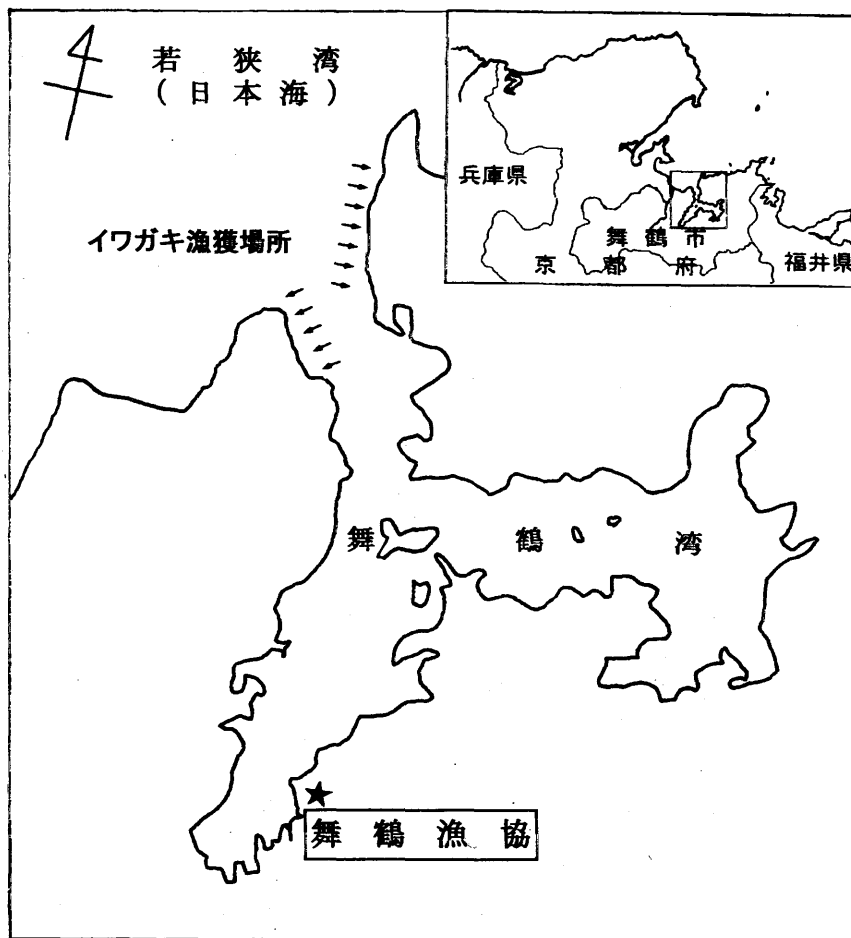 若狭湾
(日本海)
兵庫県
イワガキ漁獲場所
舞鶴市
京都府
福井県
舞鶴湾
舞鶴漁協